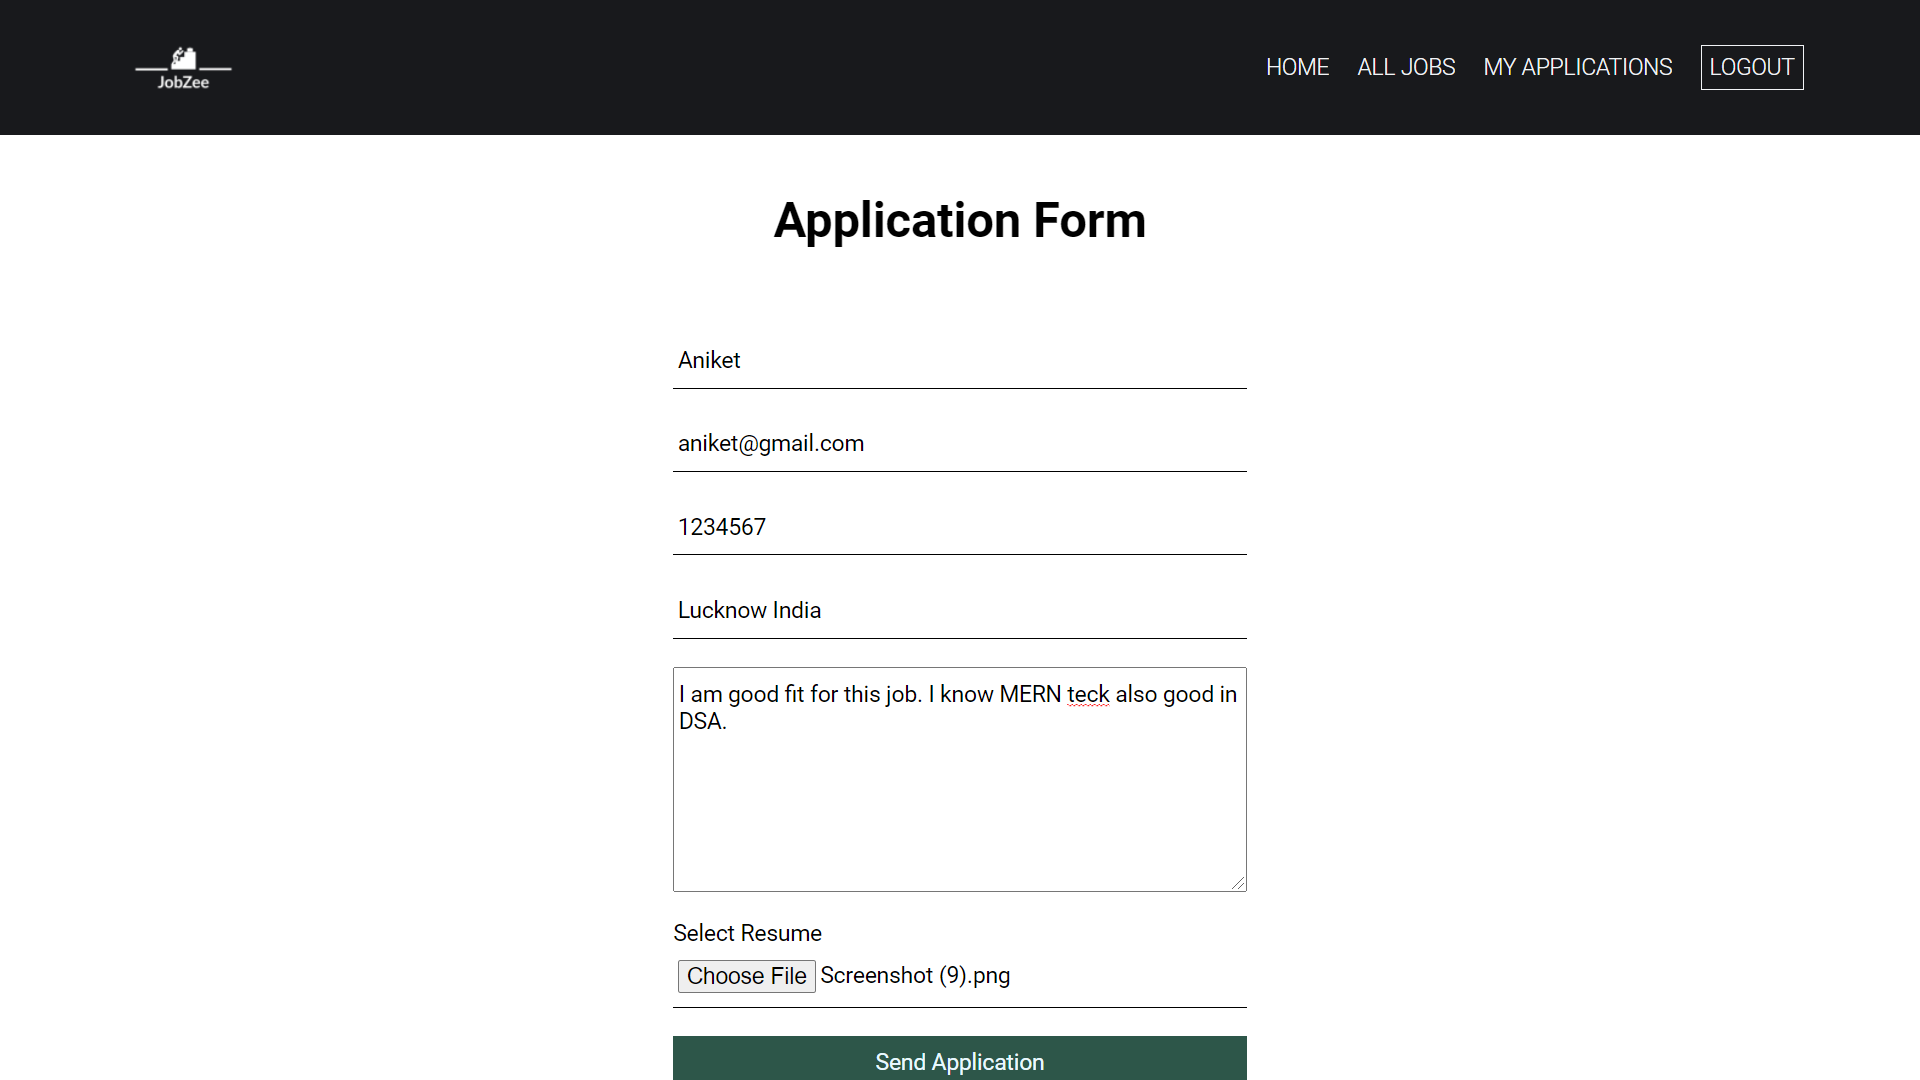 JobZee
HOME ALL JOBS MY APPLICATIONS LOGOUT
Application Form
Aniket
aniket@gmail.com
1234567
Lucknow India
I am good fit for this job. I know MERN teck also good in
DSA.
Select Resume
Choose File Screenshot (9).png
Send Application